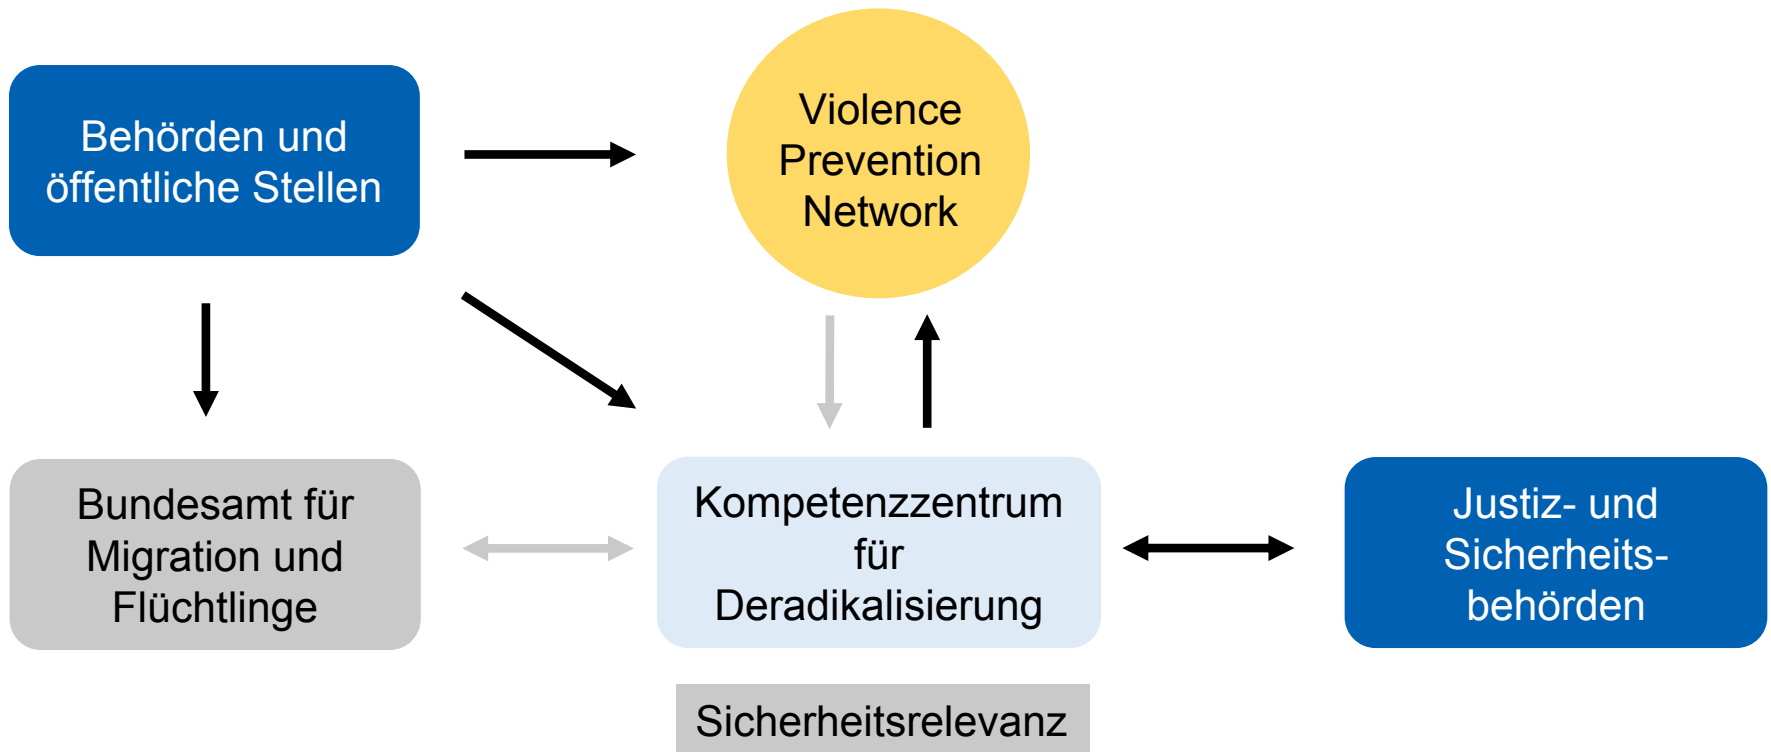 Behörden und
öffentliche Stellen
Violence
Prevention
Network
Bundesamt für
Migration und
Flüchtlinge
Kompetenzzentrum
für
Deradikalisierung
Justiz- und
Sicherheits-
behörden
Sicherheitsrelevanz